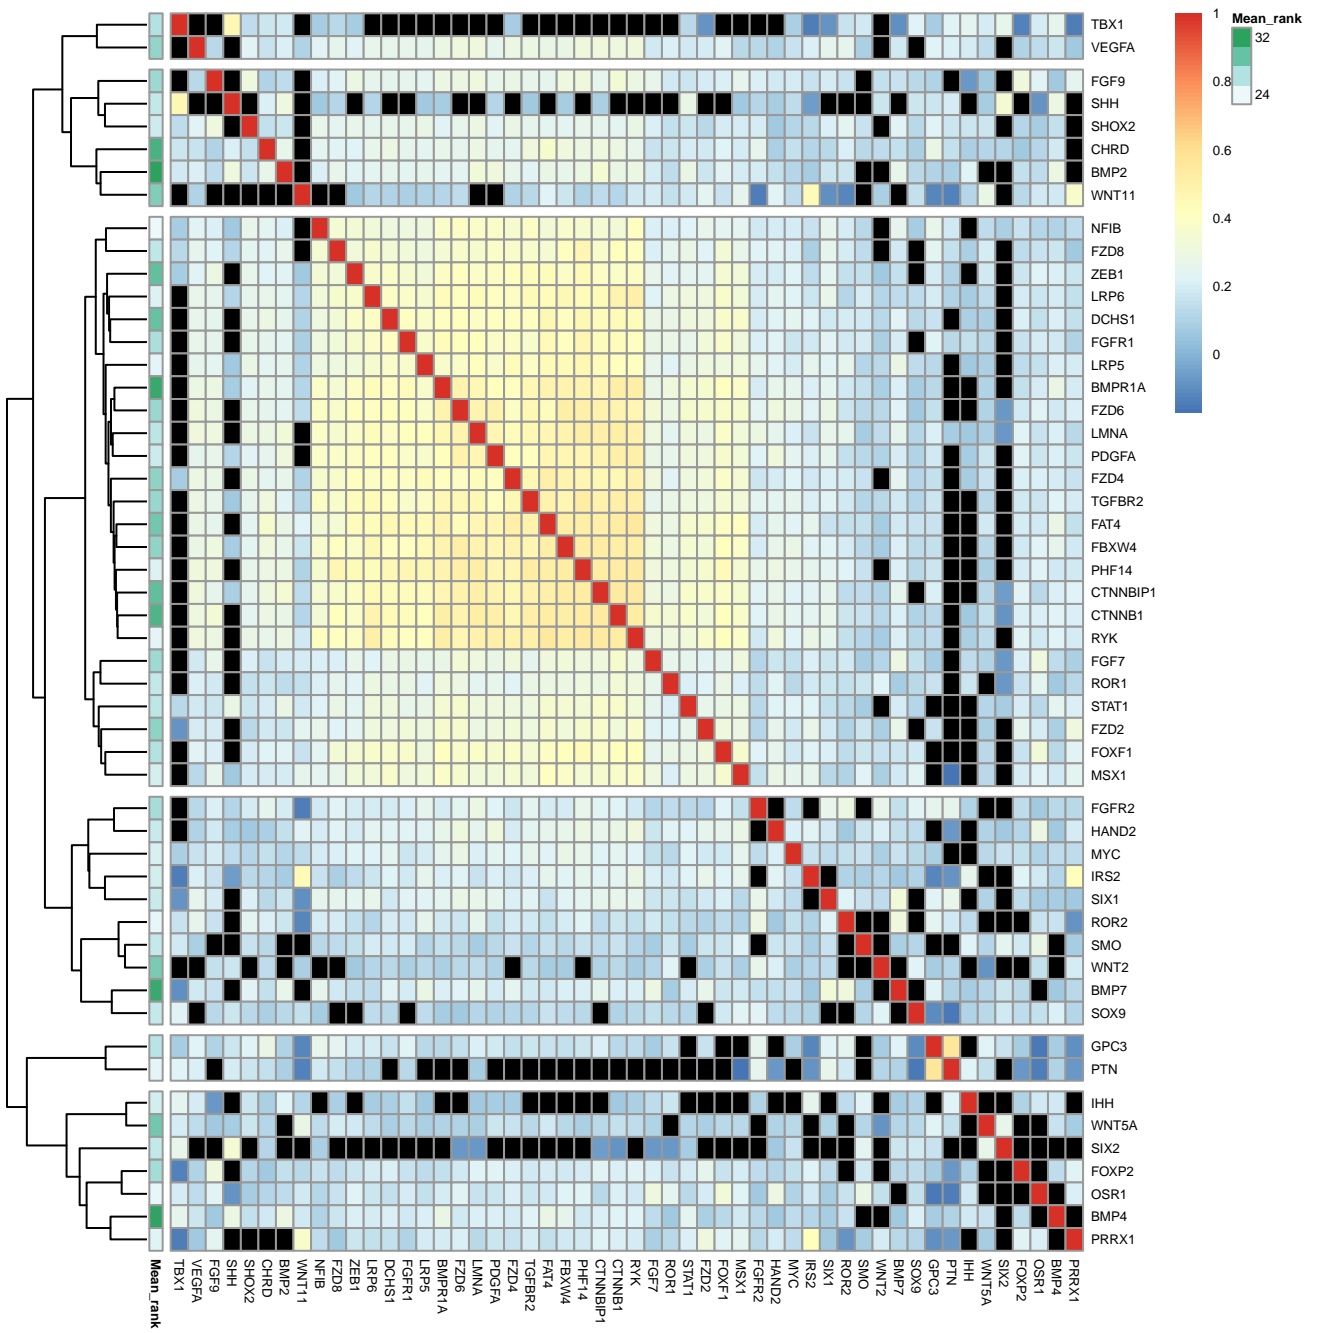 1
0.8
0.6
0.4
0.2
0
Mean_rank
32
24
TBX1
VEGFA
FGF9
SHH
SHOX2
CHRD
BMP2
WNT11
NFIB
FZD8
ZEB1
LRP6
DCHS1
FGFR1
LRP5
BMPR1A
FZD6
LMNA
PDGFA
FZD4
TGFBR2
FAT4
FBXW4
PHF14
CTNNBIP1
CTNNB1
RYK
FGF7
ROR1
STAT1
FZD2
FOXF1
MSX1
FGFR2
HAND2
MYC
IRS2
SIX1
ROR2
SMO
WNT2
BMP7
SOX9
GPC3
PTN
IHH
WNT5A
SIX2
FOXP2
OSR1
BMP4
PRRX1
Mean_rank
TBX1
VEGFA
FGF9
SHH
SHOX2
CHRD
BMP2
WNT11
NFIB
FZD8
ZEB1
LRP6
DCHS1
FGFR1
LRP5
BMPR1A
FZD6
LMNA
PDGFA
FZD4
TGFBR2
FAT4
FBXW4
PHF14
CTNNBIP1
CTNNB1
RYK
FGF7
ROR1
STAT1
FZD2
FOXF1
MSX1
FGFR2
HAND2
MYC
IRS2
SIX1
ROR2
SMO
WNT2
BMP7
SOX9
GPC3
PTN
IHH
WNT5A
SIX2
FOXP2
OSR1
BMP4
PRRX1